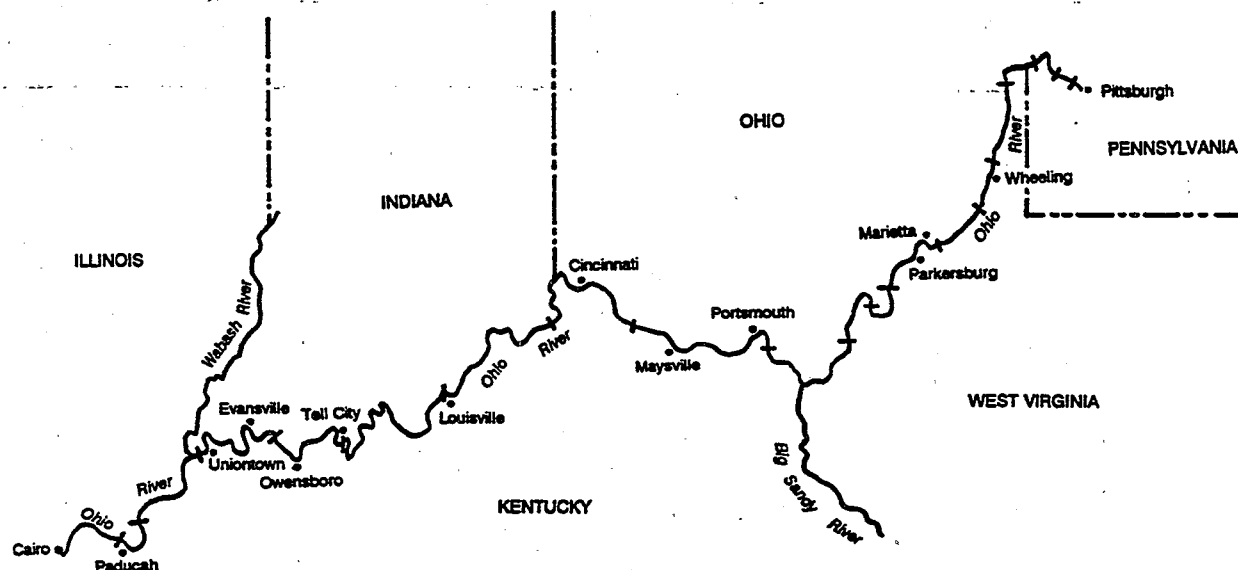 Pittsburgh
OHIO
River
PENNSYLVANIA
Wheeling
INDIANA
Ohio
Marietta
ILLINOIS
Cincinnati
Parkersburg
Wabash River
Portsmouth
River
Ohio
Maysville
WEST VIRGINIA
Evansville
Tell City
Louisville
Big Sandy River
Uniontown
Owensboro
River
KENTUCKY
Ohio
Cairo
Paducah